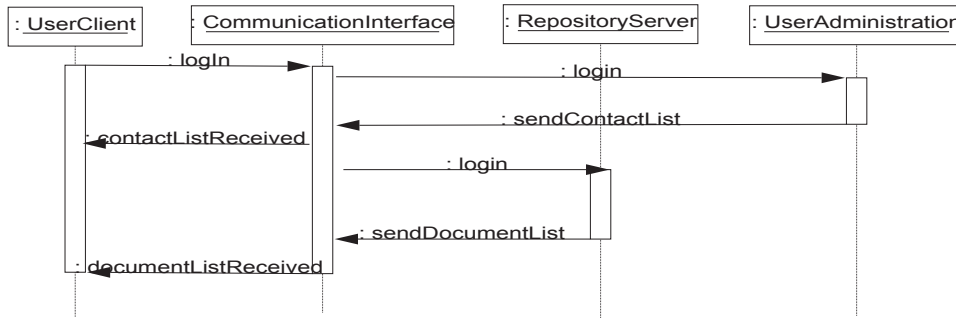 : UserClient
: CommunicationInterface
: RepositoryServer
: UserAdministration
: logIn
: login
: sendContactList
: contactListReceived
: login
: sendDocumentList
: documentListReceived